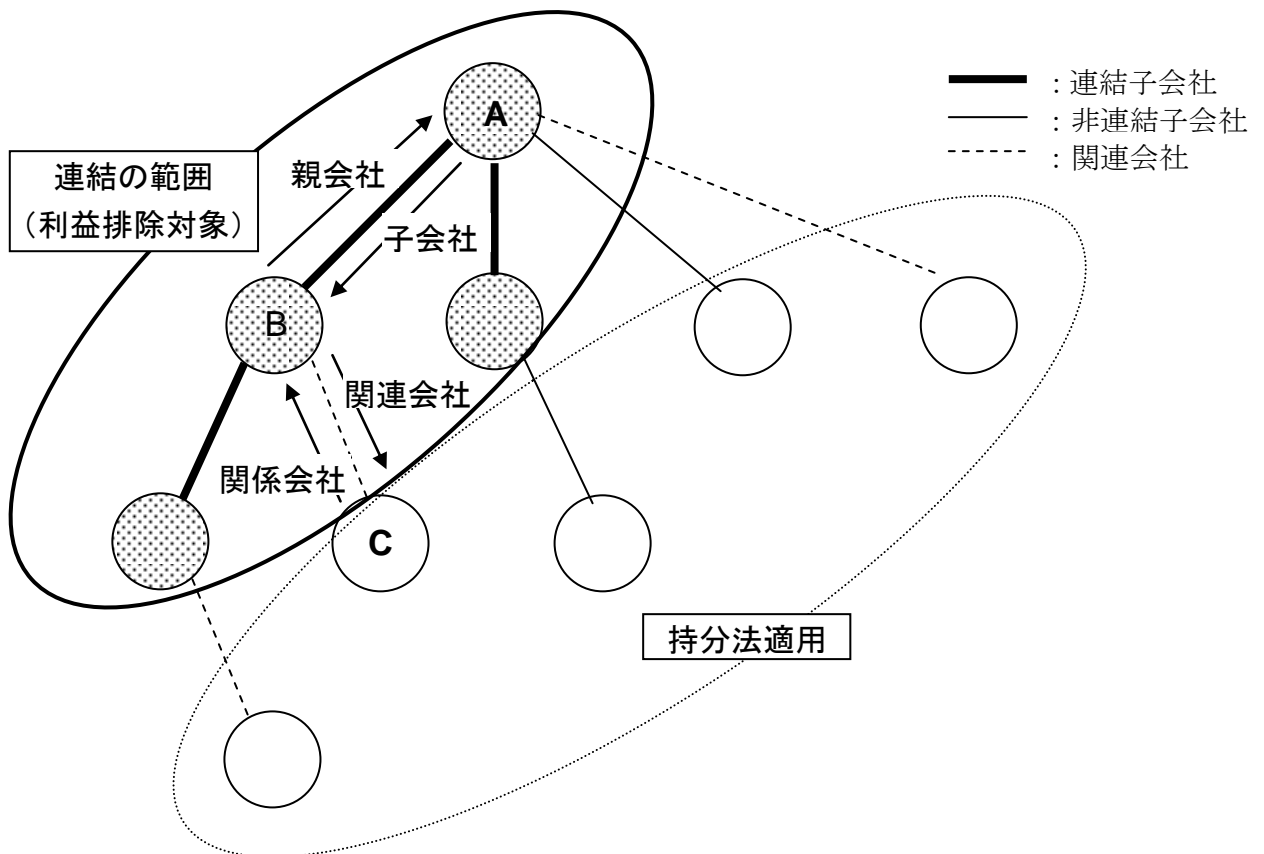 A
: 連結子会社
: 非連結子会社
: 関連会社
連結の範囲
（利益排除対象）
親会社
子会社
B
関連会社
関係会社
C
持分法適用